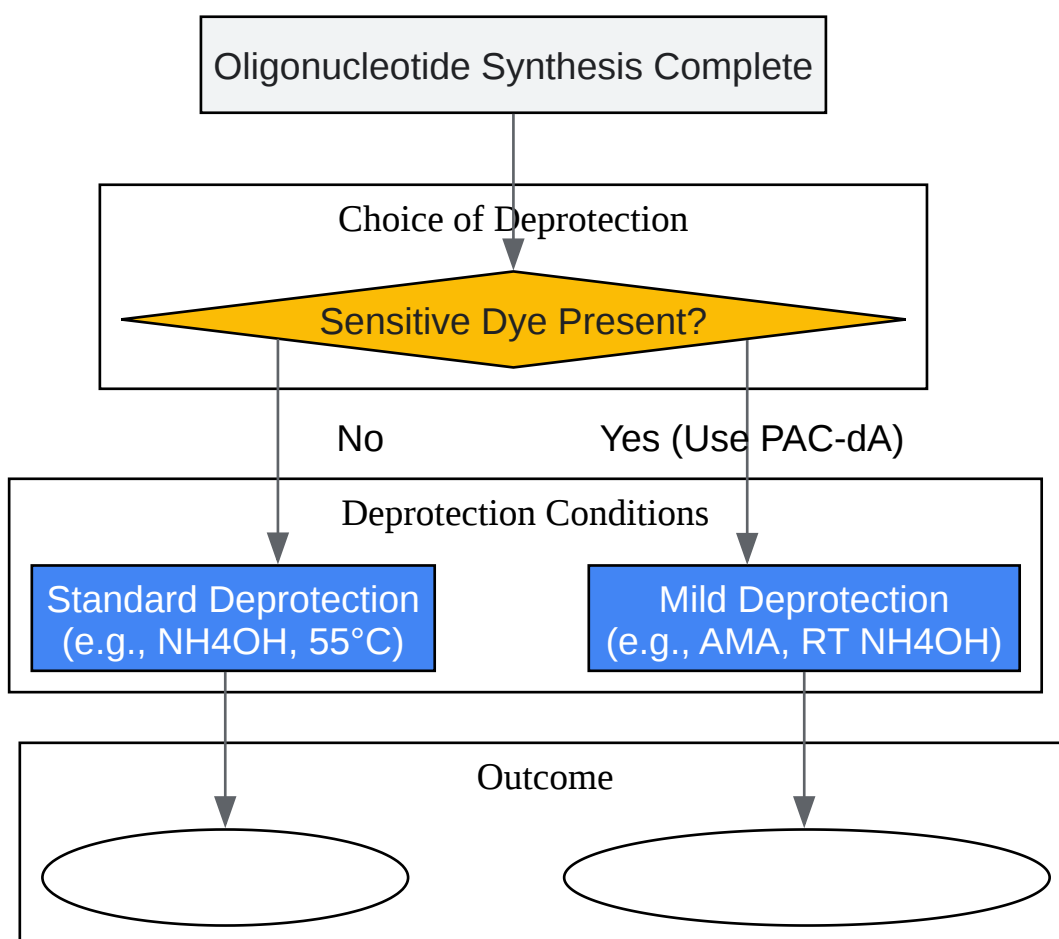 Oligonucleotide Synthesis Complete
Choice of Deprotection
Sensitive Dye Present?
No
Yes (Use PAC-dA)
Deprotection Conditions
Standard Deprotection
(e.g., NH4OH, 55°C)
Mild Deprotection
(e.g., AMA, RT NH4OH)
Outcome